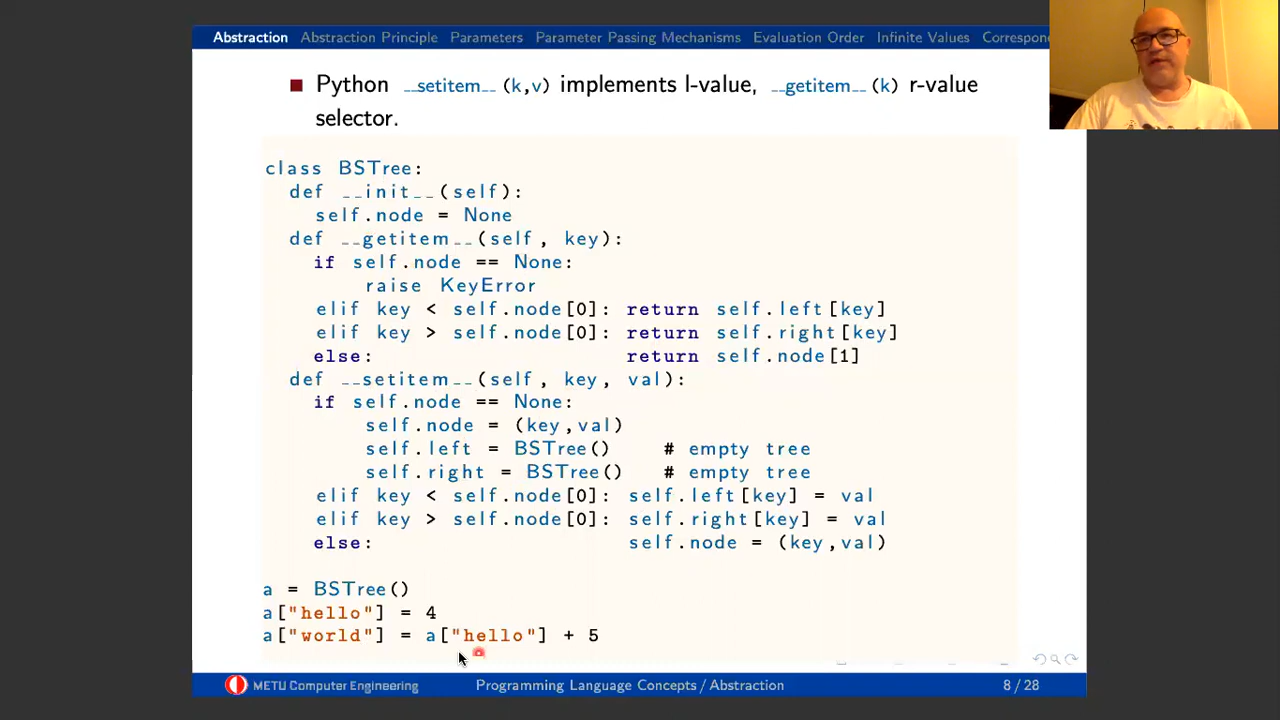 Abstraction Abstraction Principle Parameters Parameter Passing Mechanisms Evaluation Order Infinite Values Correspon
Python __setitem__(k,v) implements l-value, __getitem__(k) r-value
selector.
class BSTree:
def __init__(self):
self.node = None
def __getitem__(self, key):
if self.node == None:
raise KeyError
elif key < self.node[0]: return self.left[key]
elif key > self.node[0]: return self.right[key]
else: return self.node[1]
def __setitem__(self, key, val):
if self.node == None:
self.node = (key,val)
self.left = BSTree() # empty tree
self.right = BSTree() # empty tree
elif key < self.node[0]: self.left[key] = val
elif key > self.node[0]: self.right[key] = val
else: self.node = (key,val)
a = BSTree()
a["hello"] = 4
a["world"] = a["hello"] + 5
METU Computer Engineering Programming Language Concepts / Abstraction 8 / 28